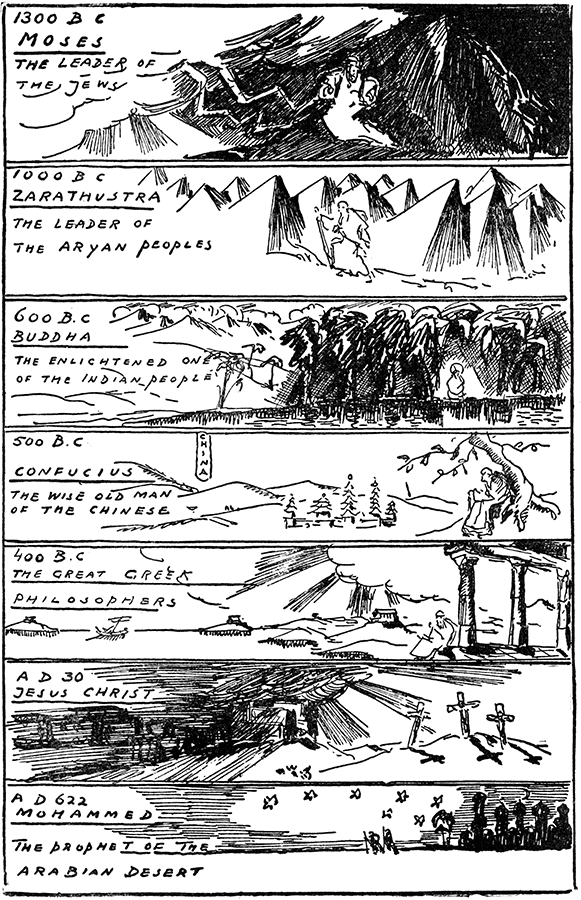 1300 B C
MOSES
THE LEADER OF
THE JEWS
1000 B C
ZARATHUSTRA
THE LEADER OF
THE ARYAN PEOPLES
600 B.C
BUDDHA
THE ENLIGHTENED ONE
OF THE INDIAN PEOPLE
500 B.C
CHINA
CONFUCIUS
THE WISE OLD MAN
OF THE CHINESE
400 B.C
THE GREAT GREEK
PHILOSOPHERS
A D 30
JESUS CHRIST
A D 622
MOHAMMED
THE PROPHET OF THE
ARABIAN DESERT